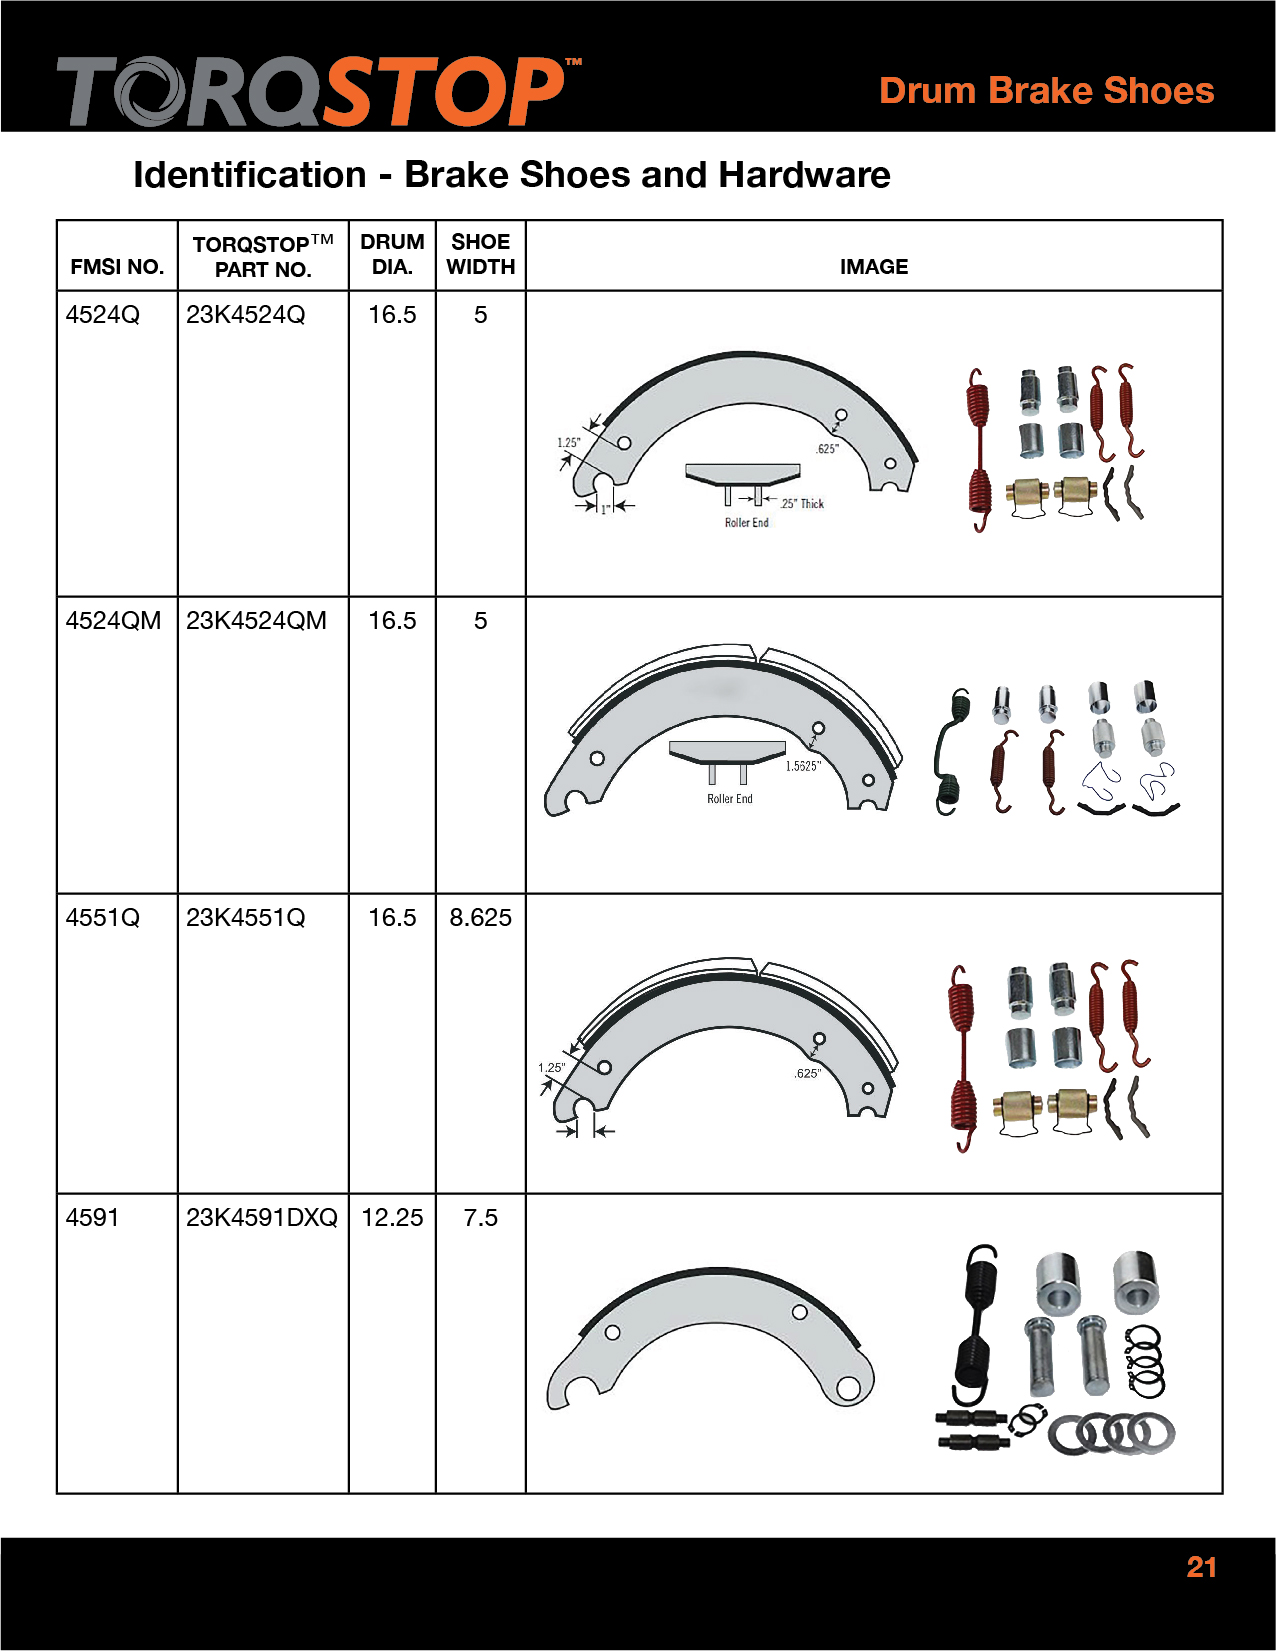 TORQSTOP™
Drum Brake Shoes
Identification - Brake Shoes and Hardware
FMSI NO.
TORQSTOP™
PART NO.
DRUM
DIA.
SHOE
WIDTH
IMAGE
4524Q 23K4524Q 16.5 5
1.25"
.625"
1"
.25" Thick
Roller End
4524QM 23K4524QM 16.5 5
1.5625"
Roller End
4551Q 23K4551Q 16.5 8.625
1.25"
.625"
4591 23K4591DXQ 12.25 7.5
21